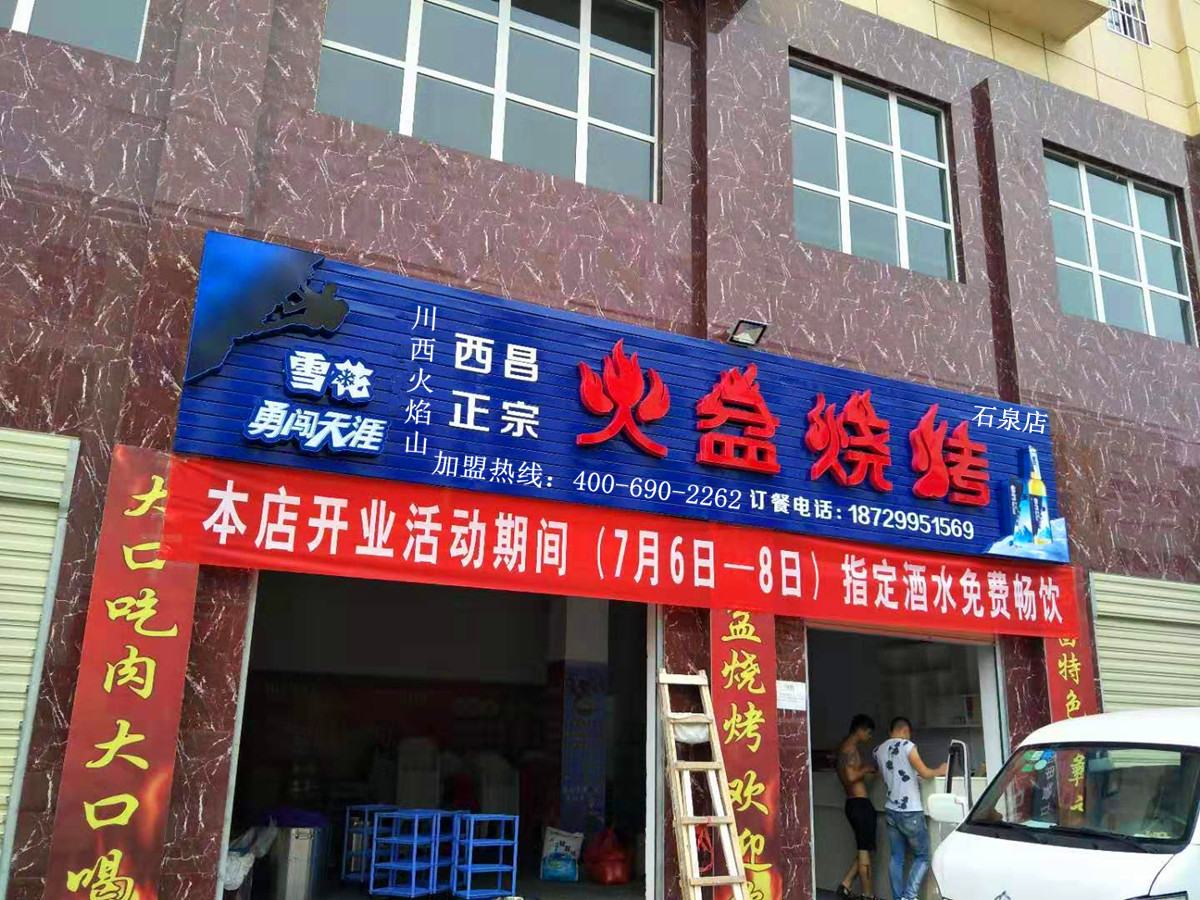 川西火焰山
西昌
正宗
火盆烧烤
石泉店
雪花
勇闯天涯
加盟热线：400-690-2262
订餐电话：18729951569
本店开业活动期间（7月6日—8日）指定酒水免费畅饮
大口吃肉大口喝
盆烧烤欢迎
特色